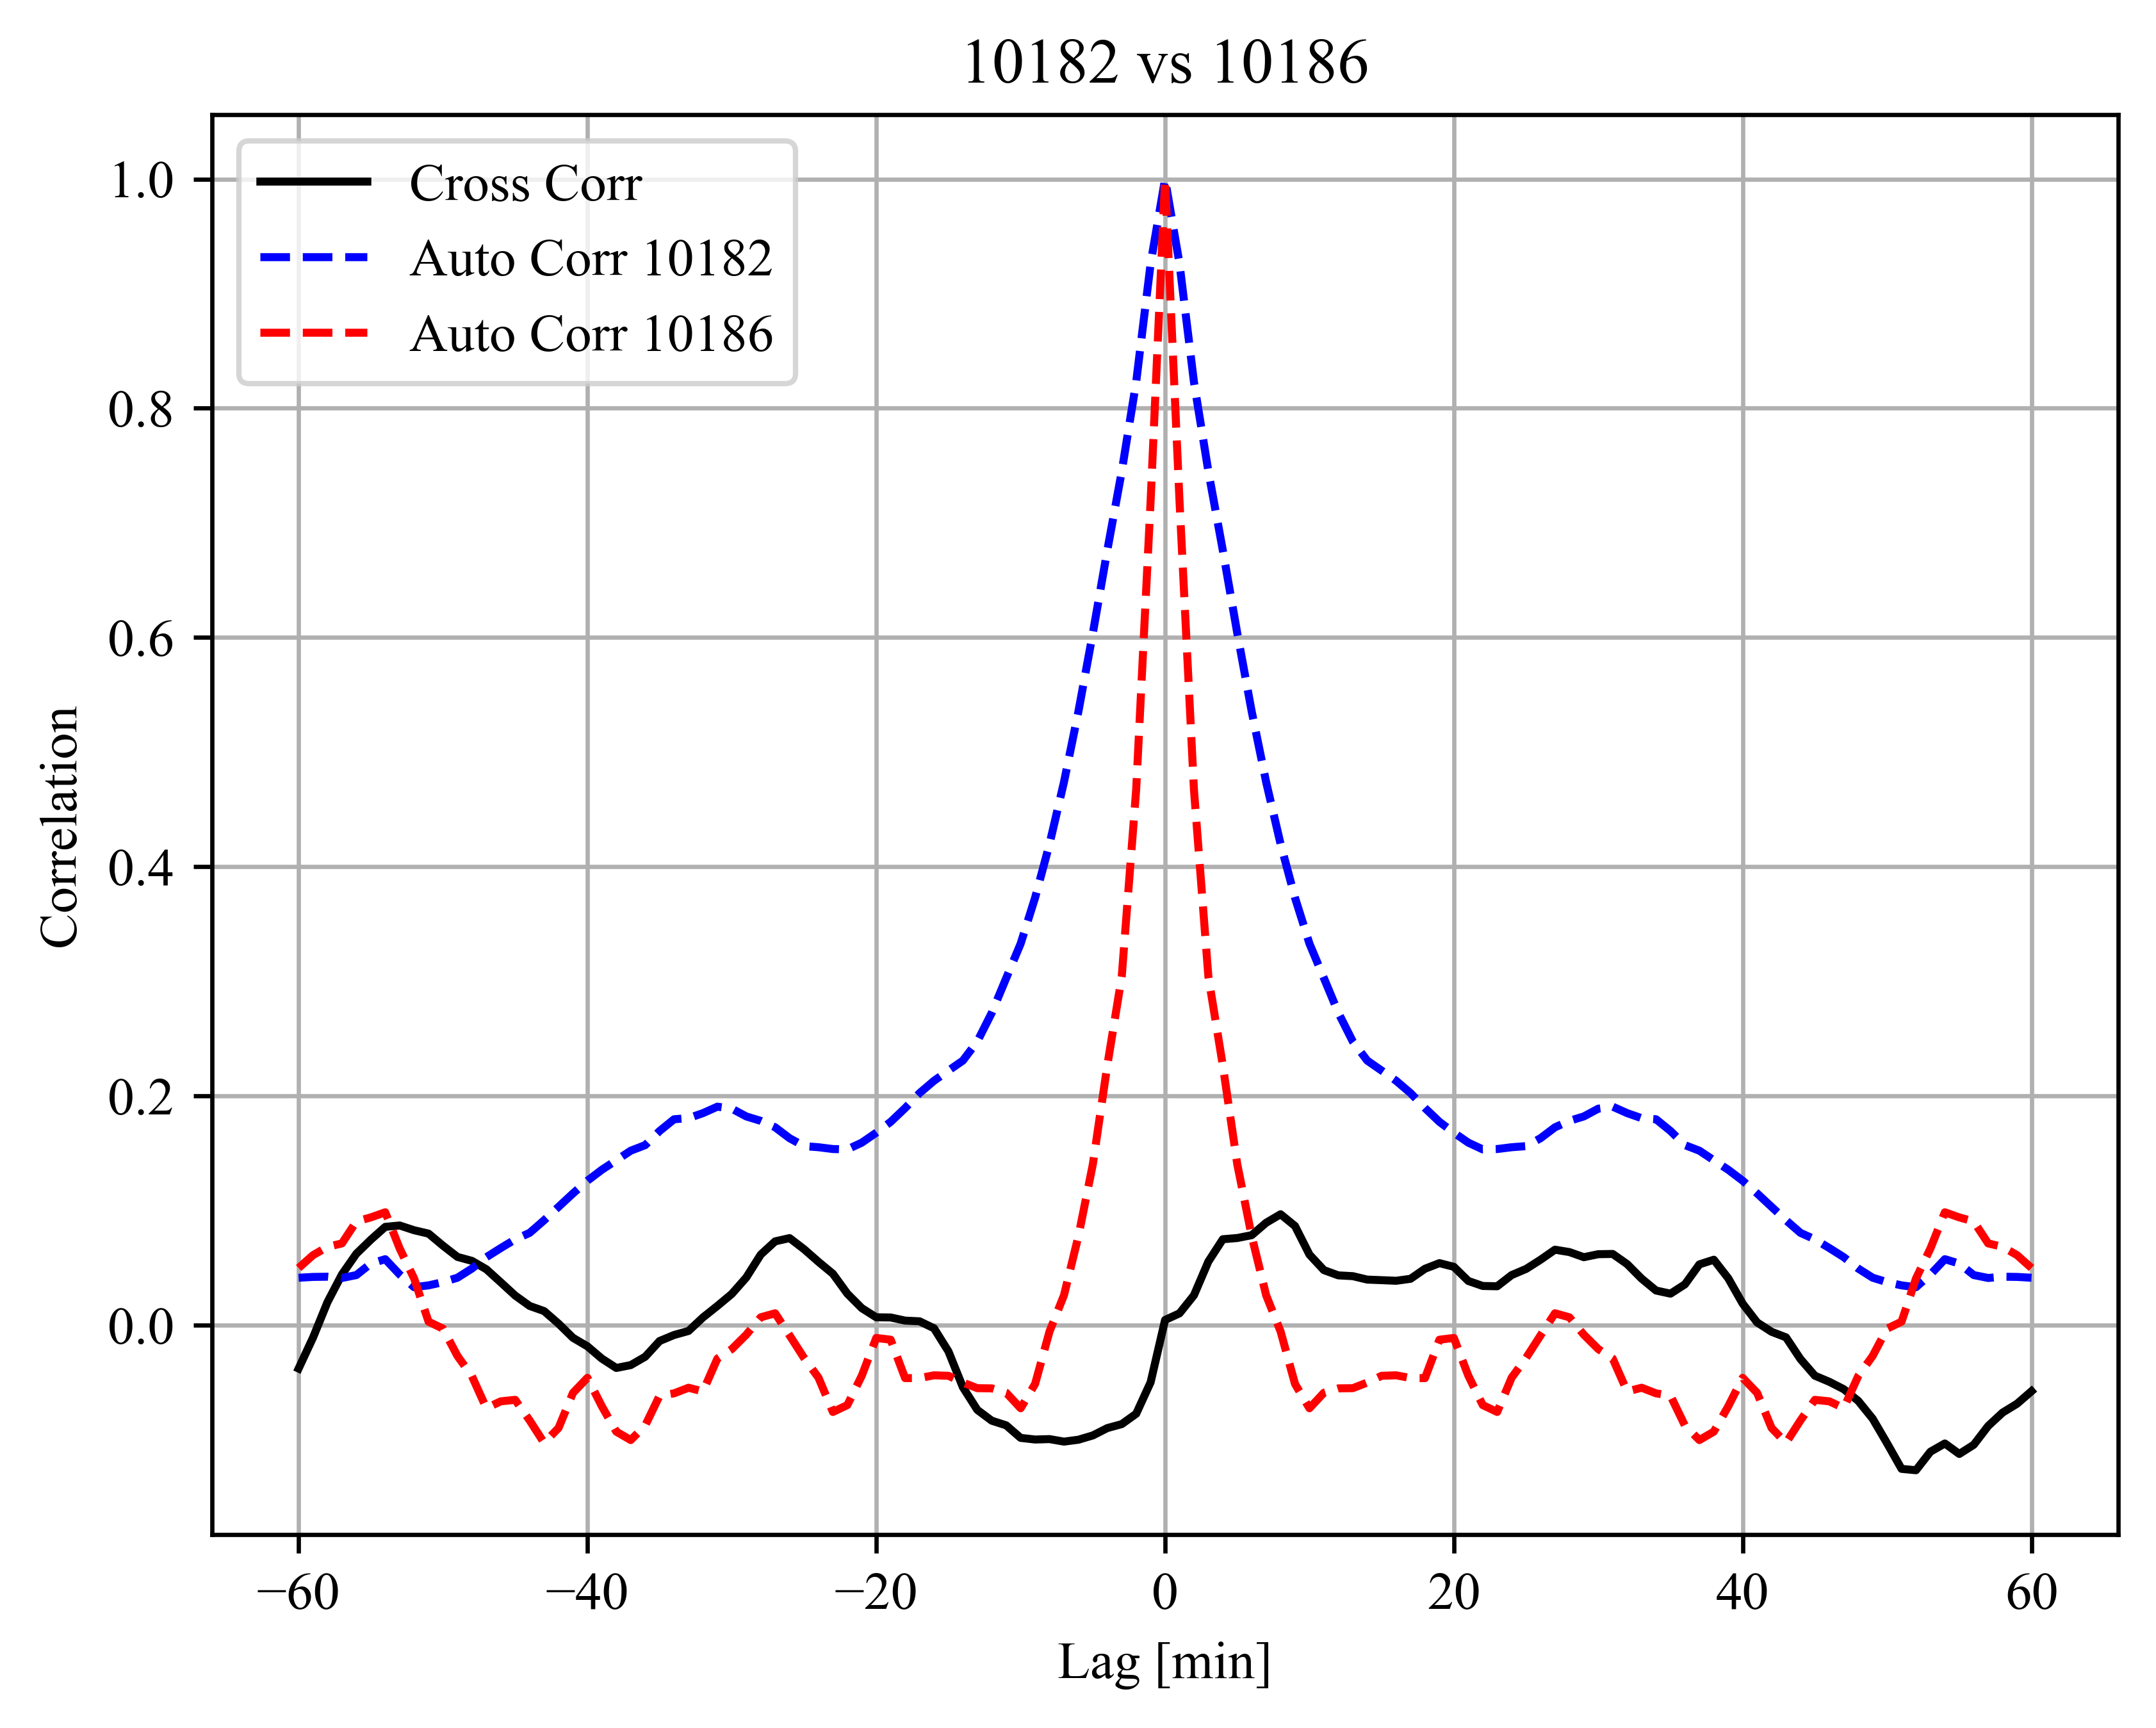 10182 vs 10186
Cross Corr
Auto Corr 10182
Auto Corr 10186
1.0
0.8
0.6
0.4
0.2
0.0
Correlation
−60 −40 −20 0 20 40 60
Lag [min]